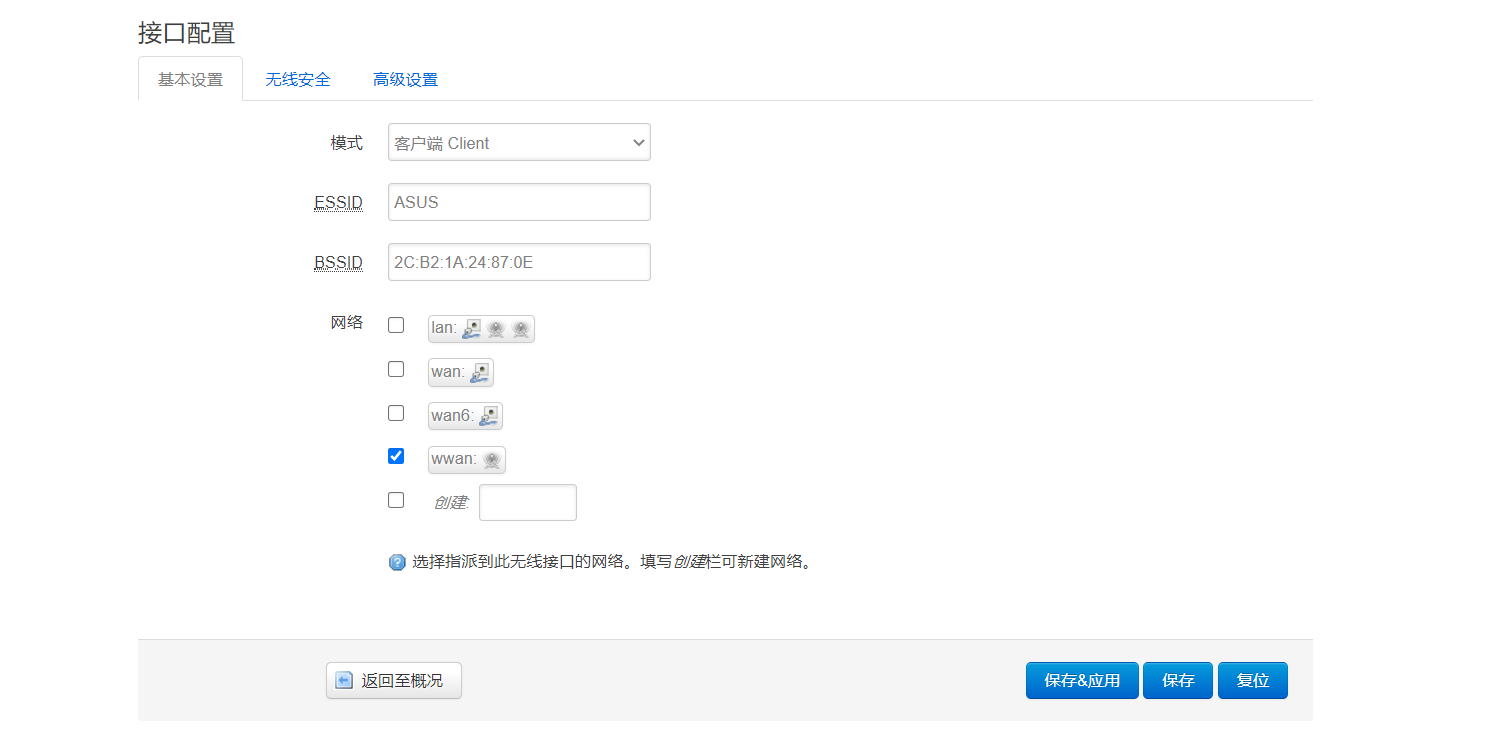 接口配置
基本设置 无线安全 高级设置
模式 客户端 Client
ESSID ASUS
BSSID 2C:B2:1A:24:87:0E
网络 lan:
wan:
wan6:
wwan:
创建:
选择指派到此无线接口的网络。填写创建栏可新建网络。
返回至概况 保存&应用 保存 复位